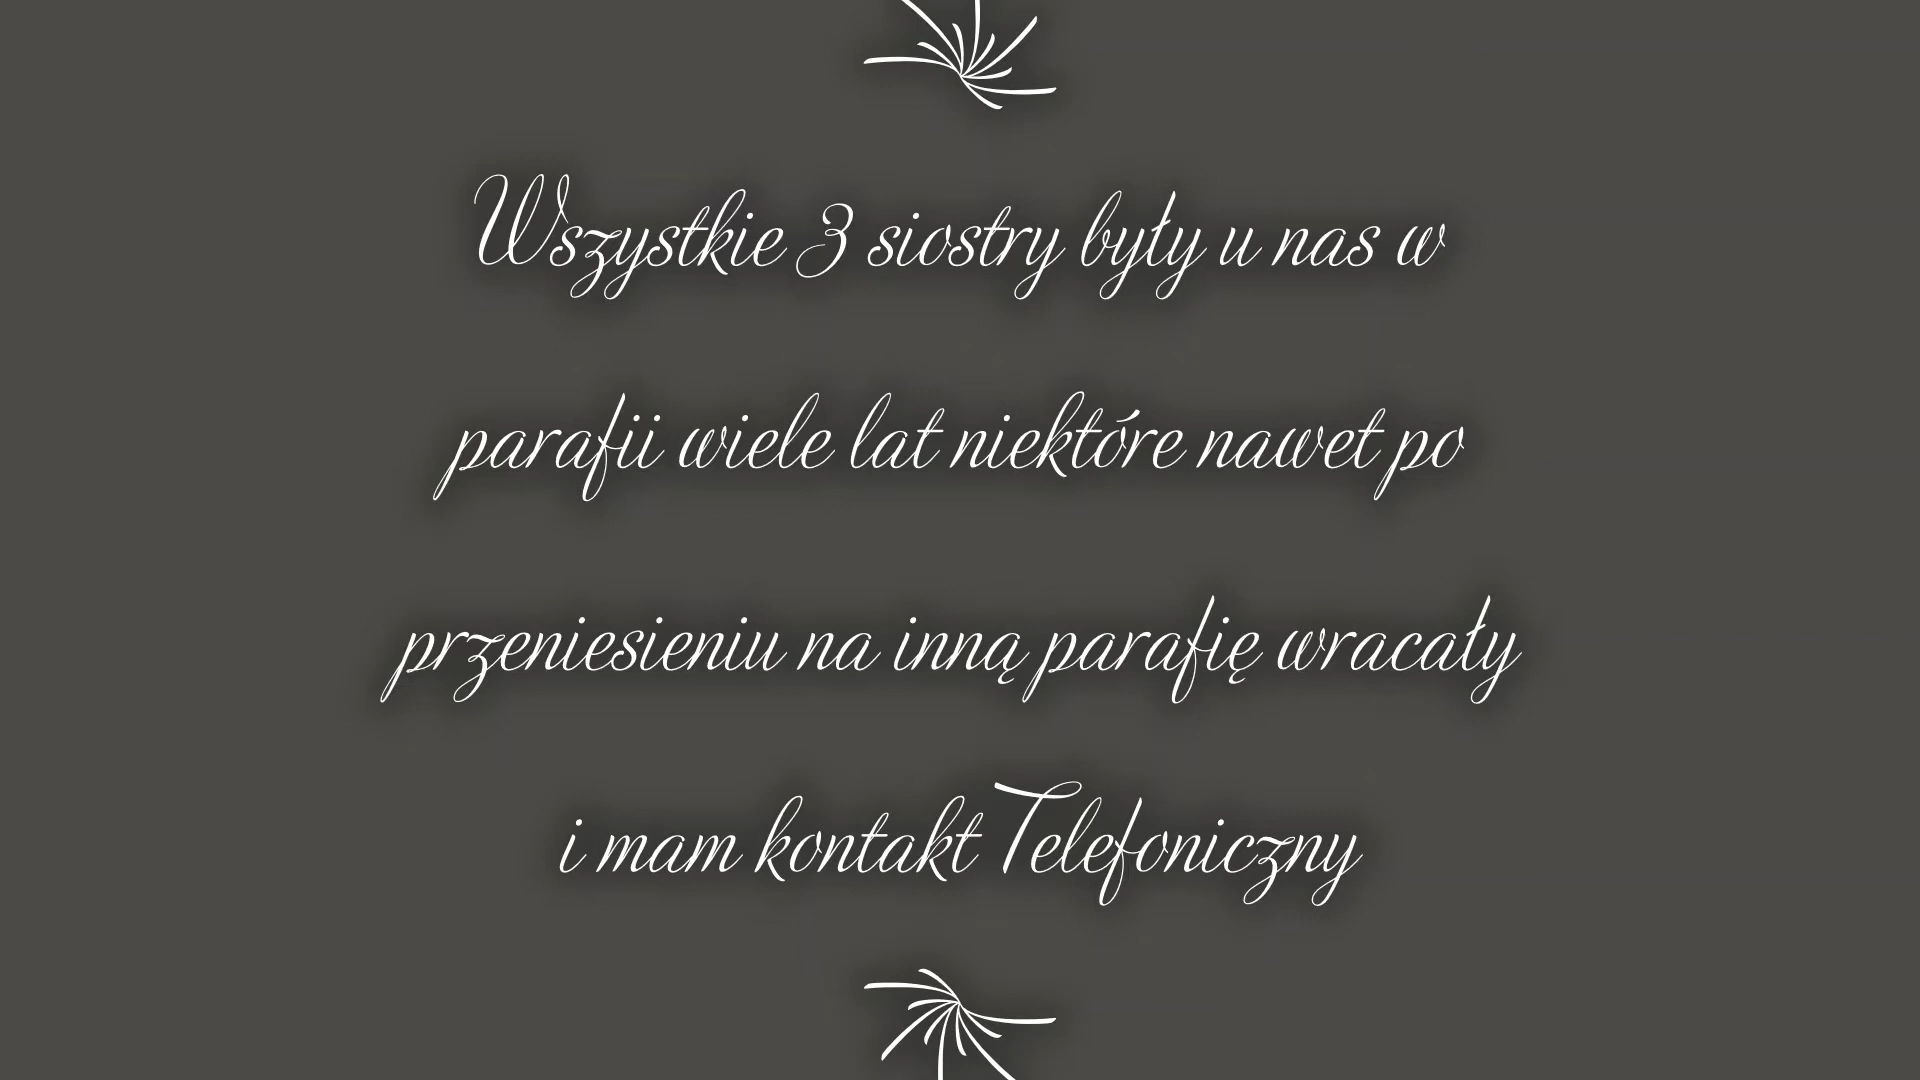 Wszystkie 3 siostry były u nas w
parafii wiele lat niektóre nawet po
przeniesieniu na inną parafię wracały
i mam kontakt Telefoniczny